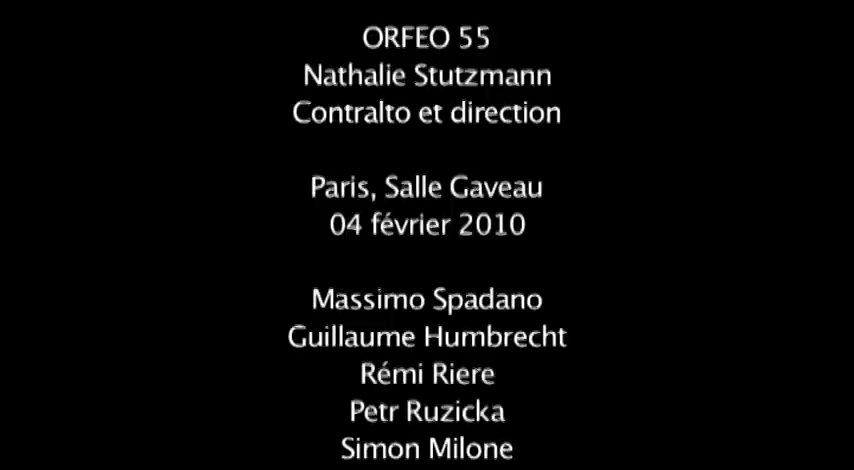 ORFEO 55
Nathalie Stutzmann
Contralto et direction
Paris, Salle Gaveau
04 février 2010
Massimo Spadano
Guillaume Humbrecht
Rémi Riere
Petr Ruzicka
Simon Milone